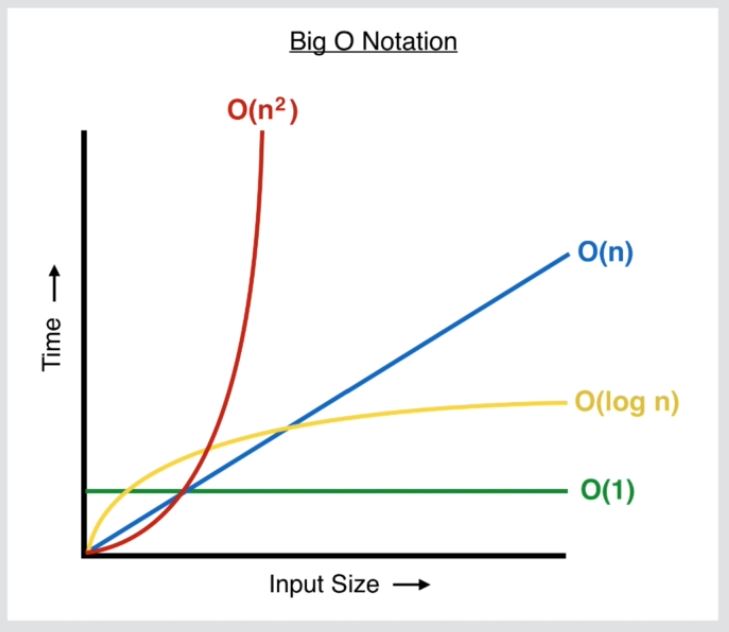 Big O Notation
O(n²)
O(n)
Time →
O(log n)
O(1)
Input Size →